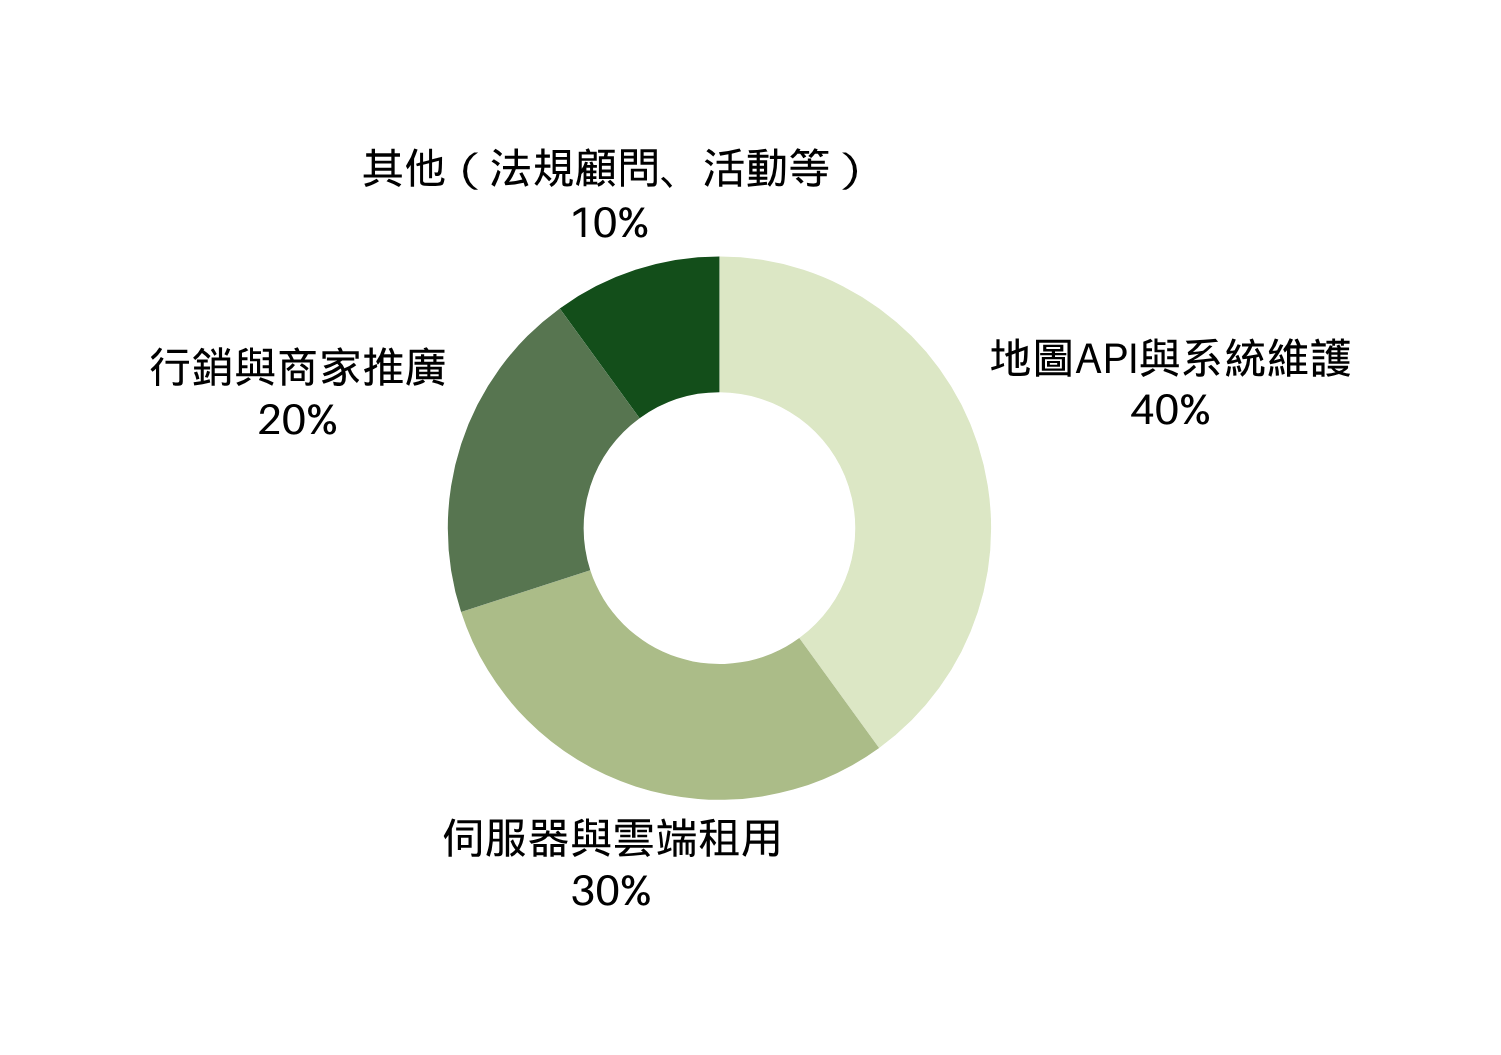 其他（法規顧問、活動等）
10%
行銷與商家推廣
20%
地圖API與系統維護
40%
伺服器與雲端租用
30%